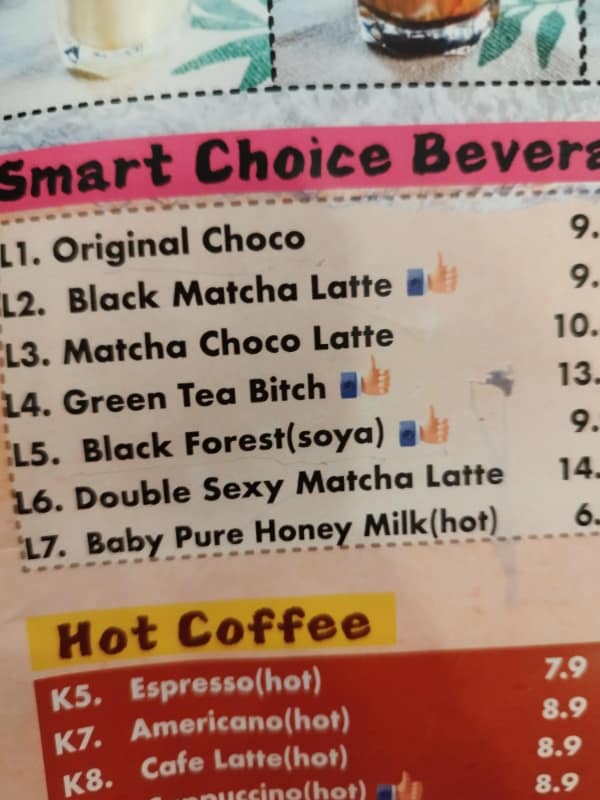 Smart Choice Bevera
L1. Original Choco 9.
L2. Black Matcha Latte 9.
L3. Matcha Choco Latte 10.
L4. Green Tea Bitch 13.
L5. Black Forest(soya) 9.
L6. Double Sexy Matcha Latte 14.
L7. Baby Pure Honey Milk(hot) 6.
Hot Coffee
K5. Espresso(hot) 7.9
K7. Americano(hot) 8.9
K8. Cafe Latte(hot) 8.9
8.9